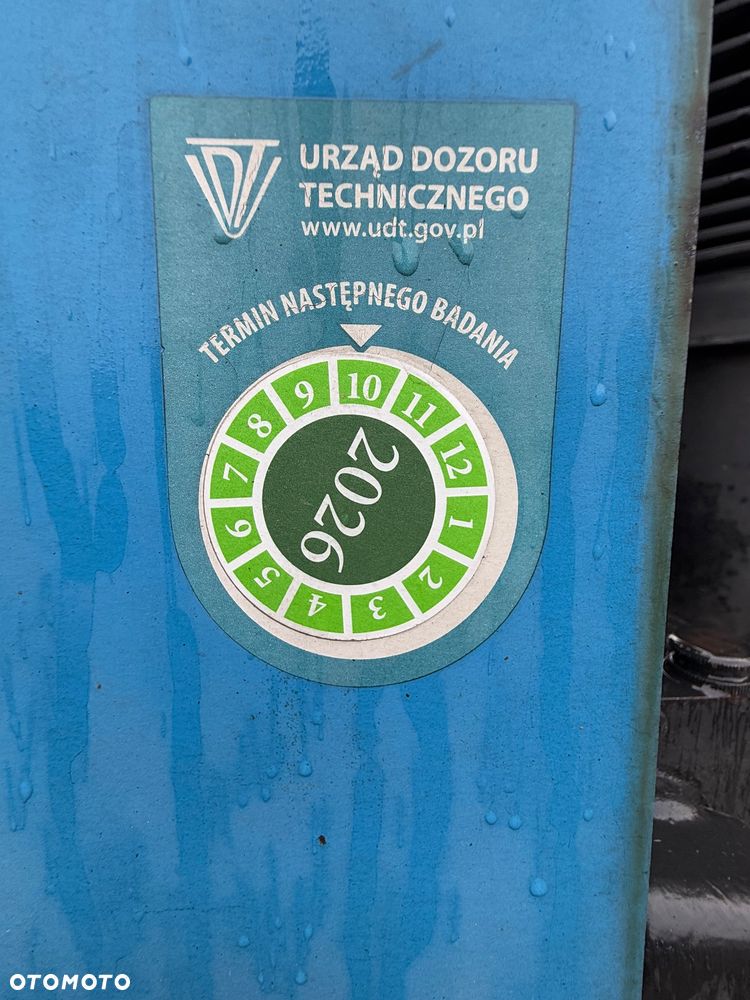 URZĄD DOZORU
TECHNICZNEGO
www.udt.gov.pl
TERMIN NASTĘPNEGO BADANIA
10
11
12
1
2
3
4
5
6
7
8
9
2026
OTOMOTO